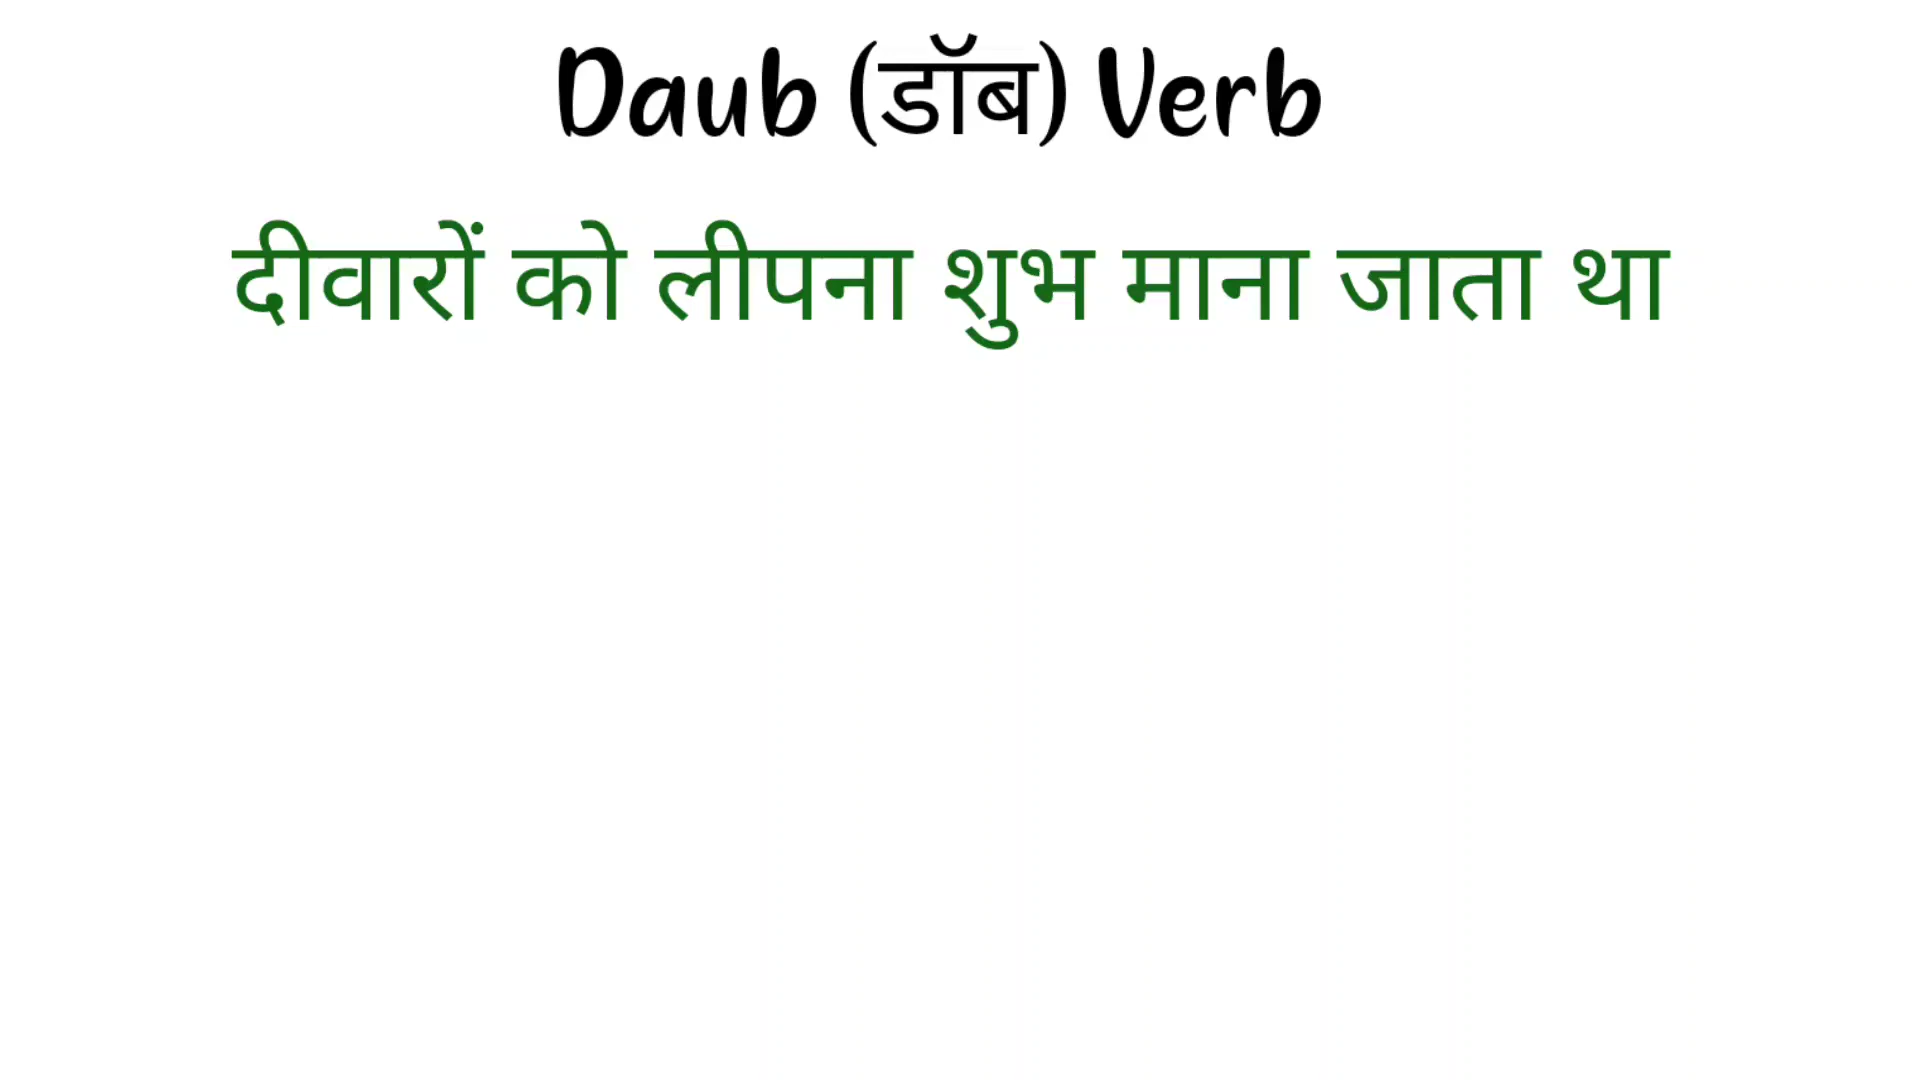 Daub (डॉब) Verb
दीवारों को लीपना शुभ माना जाता था